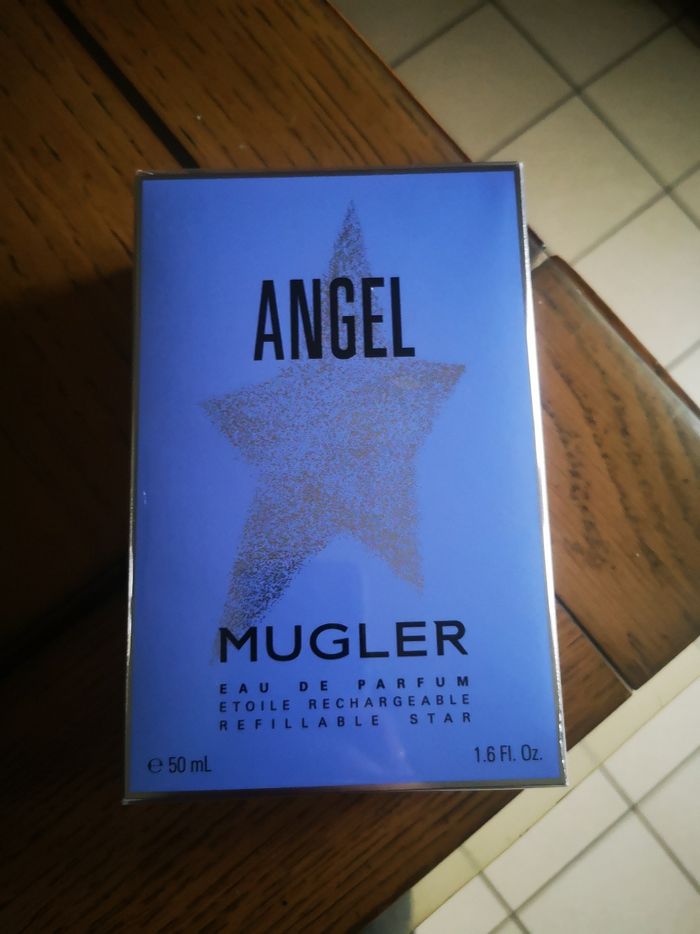 ANGEL
MUGLER
EAU DE PARFUM
ETOILE RECHARGEABLE
REFILLABLE STAR
℮ 50 mL
1.6 Fl. Oz.